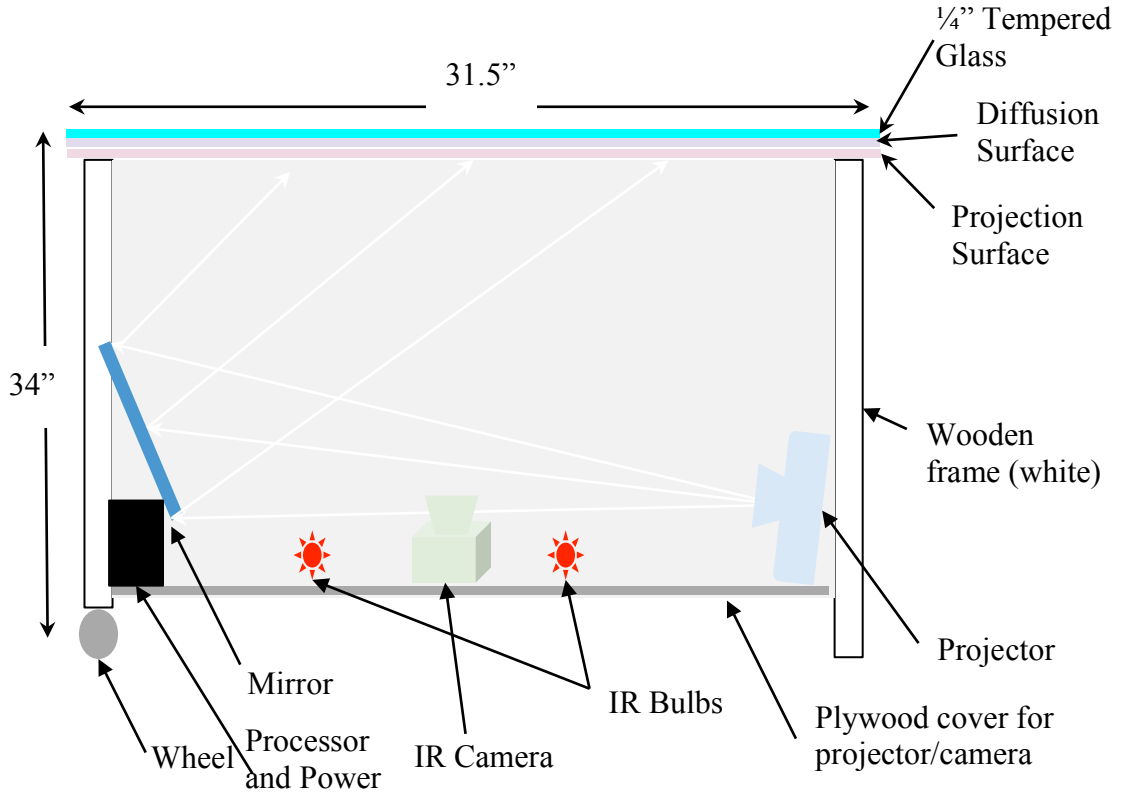 ¼” Tempered
Glass
31.5”
Diffusion
Surface
Projection
Surface
34”
Wooden
frame (white)
Projector
Mirror
IR Bulbs
Plywood cover for
projector/camera
Wheel
Processor
and Power
IR Camera